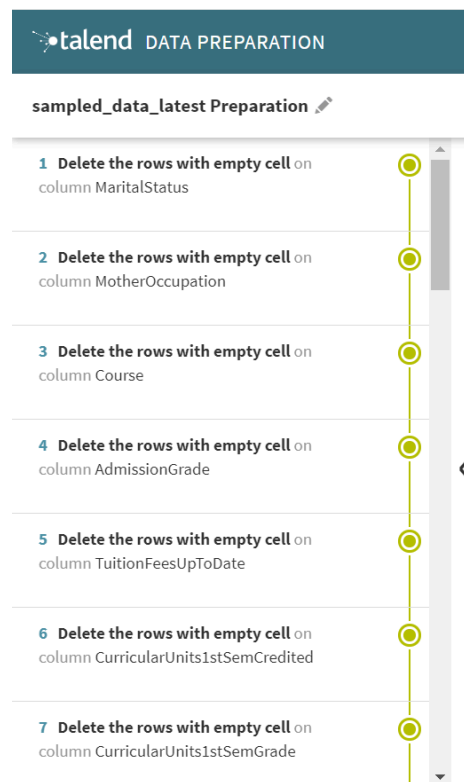 talend DATA PREPARATION
sampled_data_latest Preparation
1 Delete the rows with empty cell on
column MaritalStatus
2 Delete the rows with empty cell on
column MotherOccupation
3 Delete the rows with empty cell on
column Course
4 Delete the rows with empty cell on
column AdmissionGrade
5 Delete the rows with empty cell on
column TuitionFeesUpToDate
6 Delete the rows with empty cell on
column CurricularUnits1stSemCredited
7 Delete the rows with empty cell on
column CurricularUnits1stSemGrade